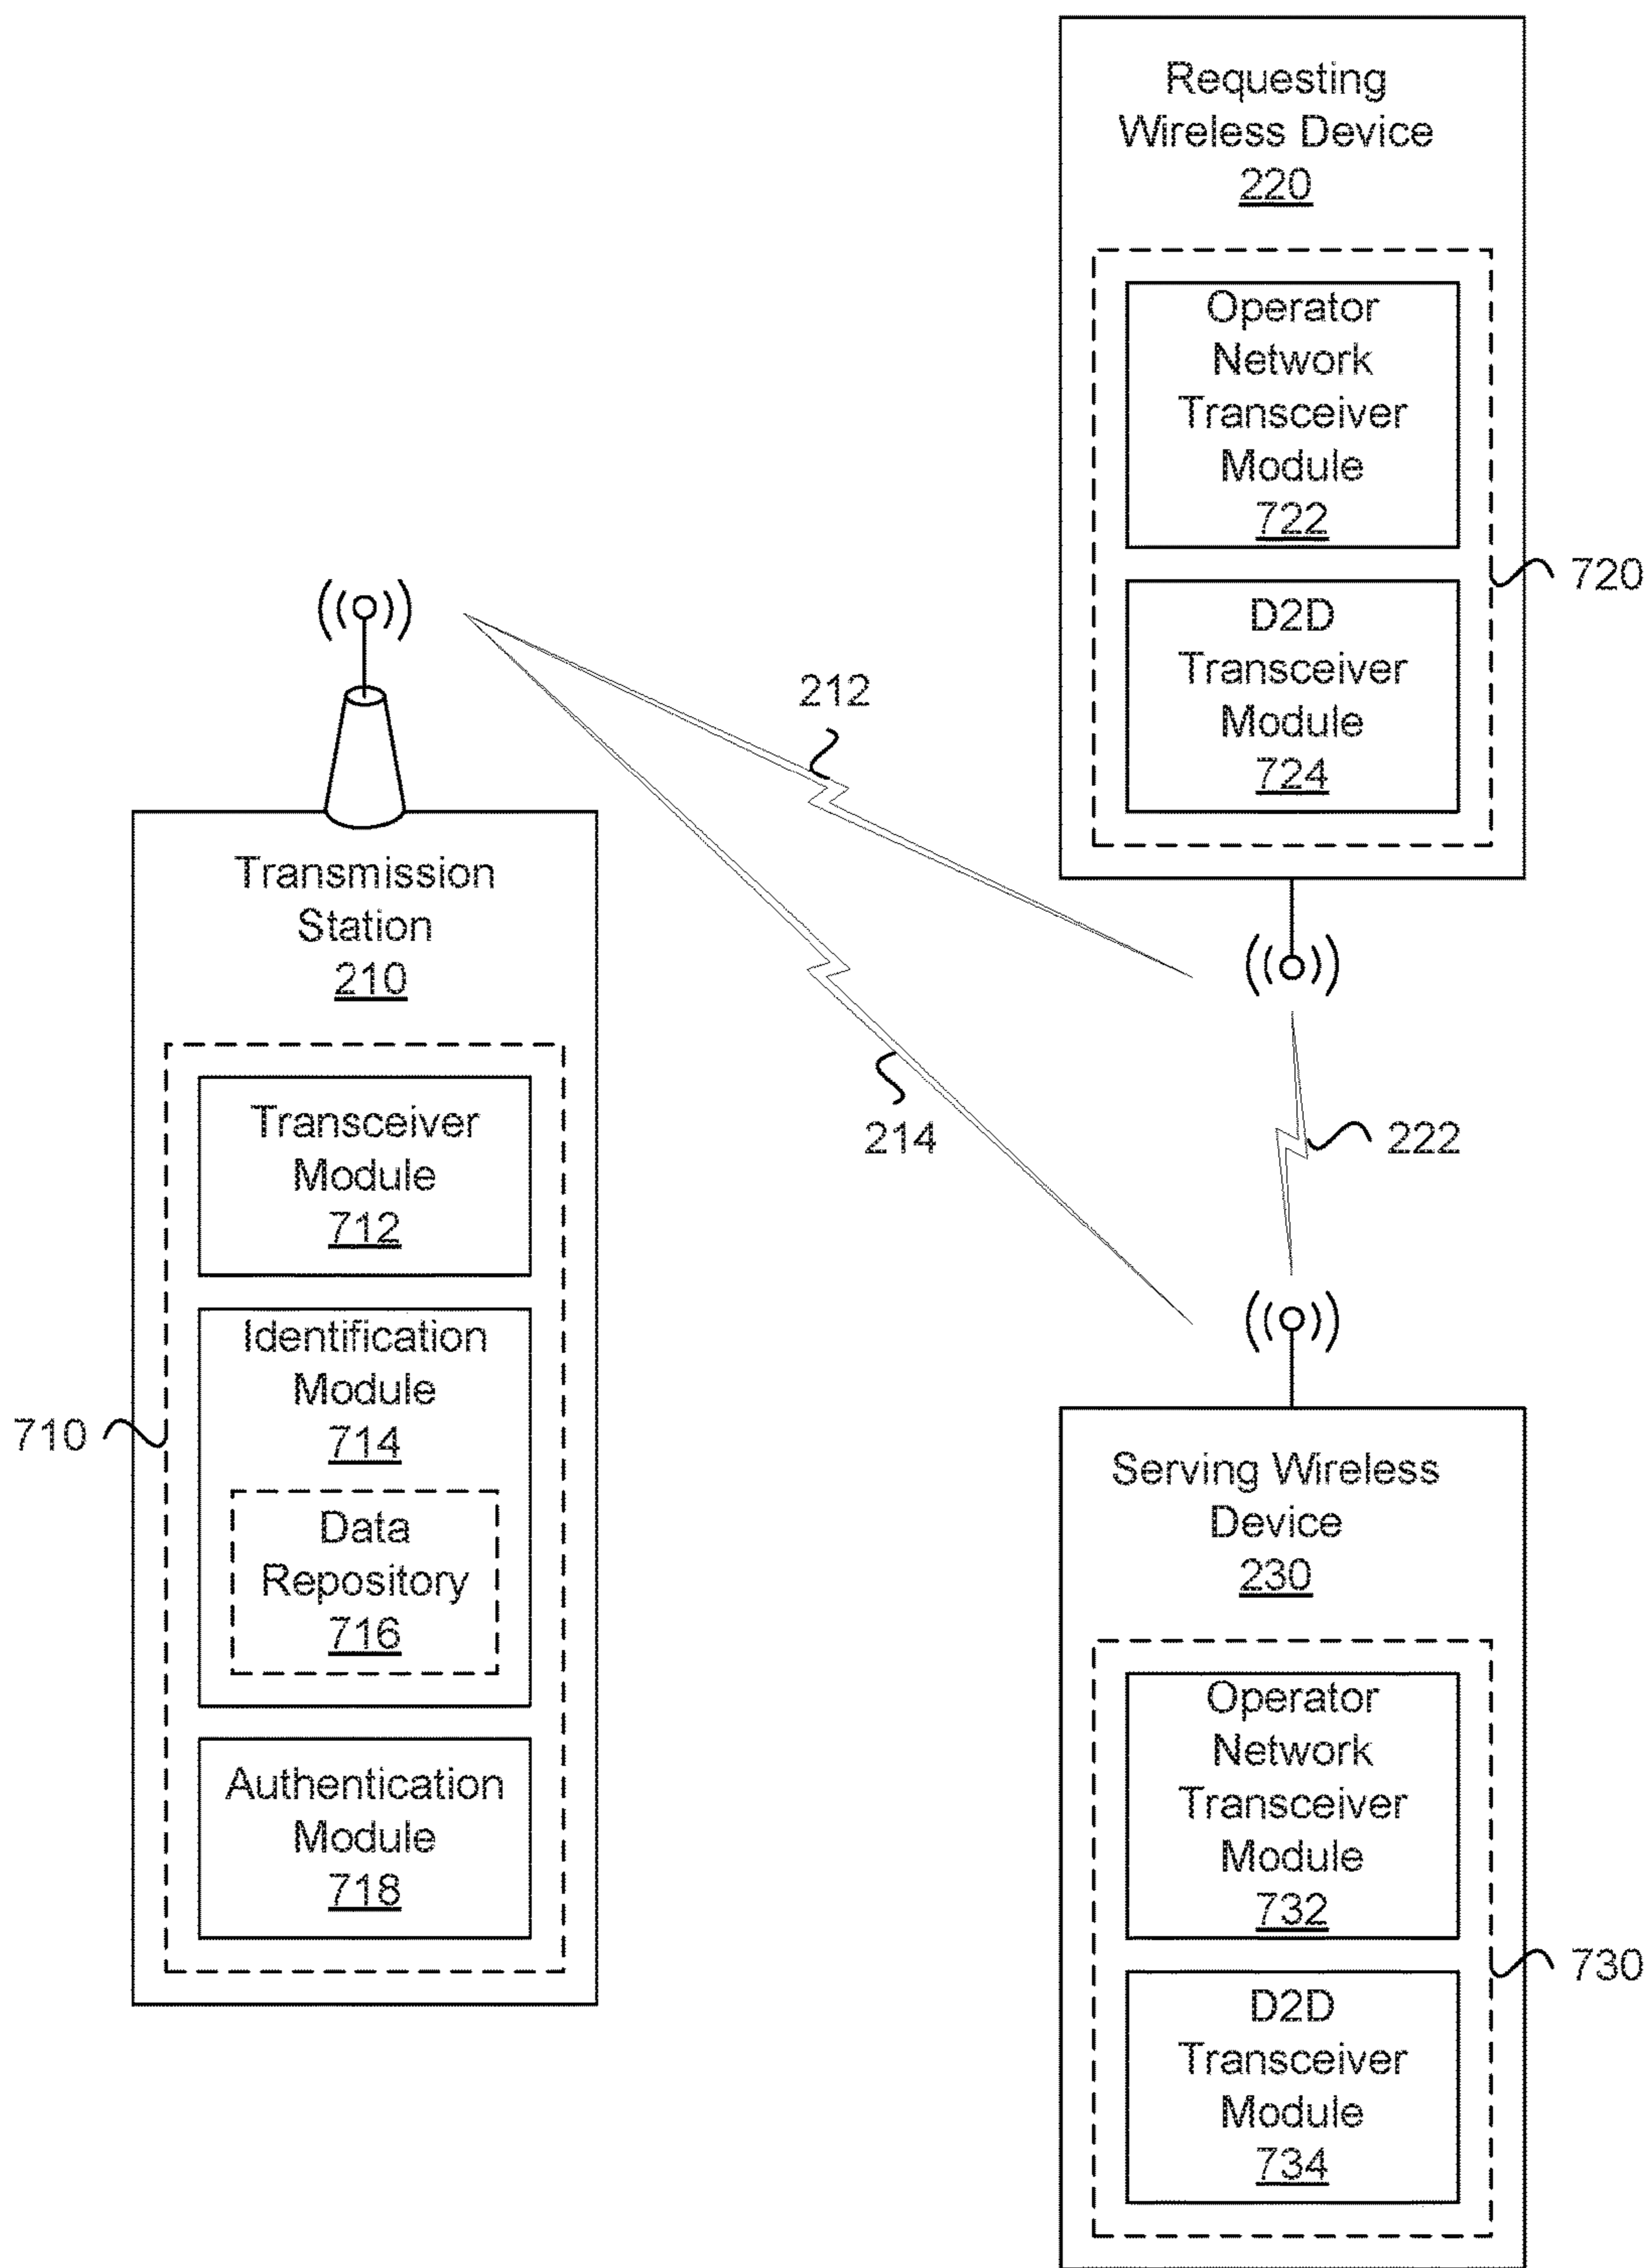 Requesting
Wireless Device
220
Operator
Network
Transceiver
Module
722
D2D
Transceiver
Module
724
720
212
Transmission
Station
210
Transceiver
Module
712
Identification
Module
714
Data
Repository
716
Authentication
Module
718
710
214
222
Serving Wireless
Device
230
Operator
Network
Transceiver
Module
732
D2D
Transceiver
Module
734
730